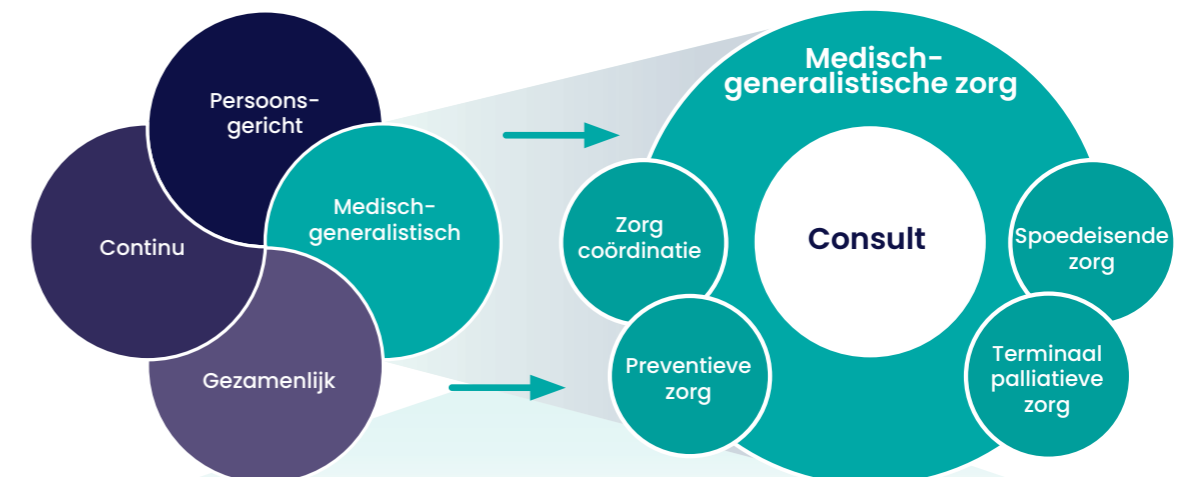 Persoons-
gericht
Medisch-
generalistisch
Continu
Gezamenlijk
Medisch-
generalistische zorg
Consult
Zorg
coördinatie
Preventieve
zorg
Spoedeisende
zorg
Terminaal
palliatieve
zorg